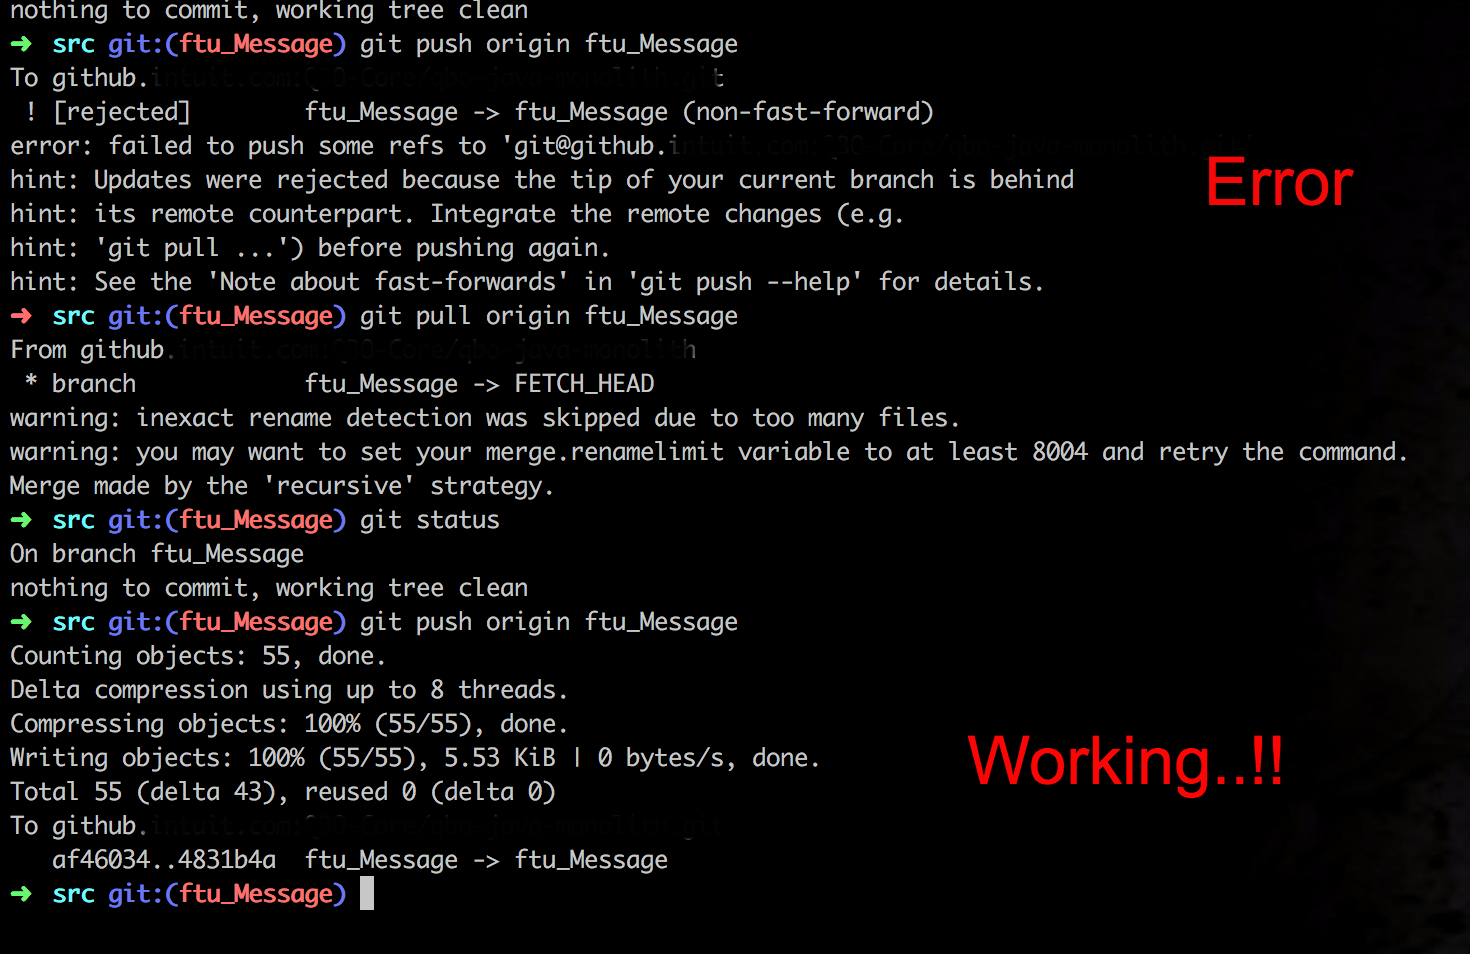 nothing to commit, working tree clean
➜ src git:(ftu_Message) git push origin ftu_Message
To github.
! [rejected] ftu_Message -> ftu_Message (non-fast-forward)
error: failed to push some refs to 'git@github.
hint: Updates were rejected because the tip of your current branch is behind
Error
hint: its remote counterpart. Integrate the remote changes (e.g.
hint: 'git pull ...') before pushing again.
hint: See the 'Note about fast-forwards' in 'git push --help' for details.
➜ src git:(ftu_Message) git pull origin ftu_Message
From github.
* branch ftu_Message -> FETCH_HEAD
warning: inexact rename detection was skipped due to too many files.
warning: you may want to set your merge.renamelimit variable to at least 8004 and retry the command.
Merge made by the 'recursive' strategy.
➜ src git:(ftu_Message) git status
On branch ftu_Message
nothing to commit, working tree clean
➜ src git:(ftu_Message) git push origin ftu_Message
Counting objects: 55, done.
Delta compression using up to 8 threads.
Compressing objects: 100% (55/55), done.
Writing objects: 100% (55/55), 5.53 KiB | 0 bytes/s, done.
Working..!!
Total 55 (delta 43), reused 0 (delta 0)
To github.
af46034..4831b4a ftu_Message -> ftu_Message
➜ src git:(ftu_Message)